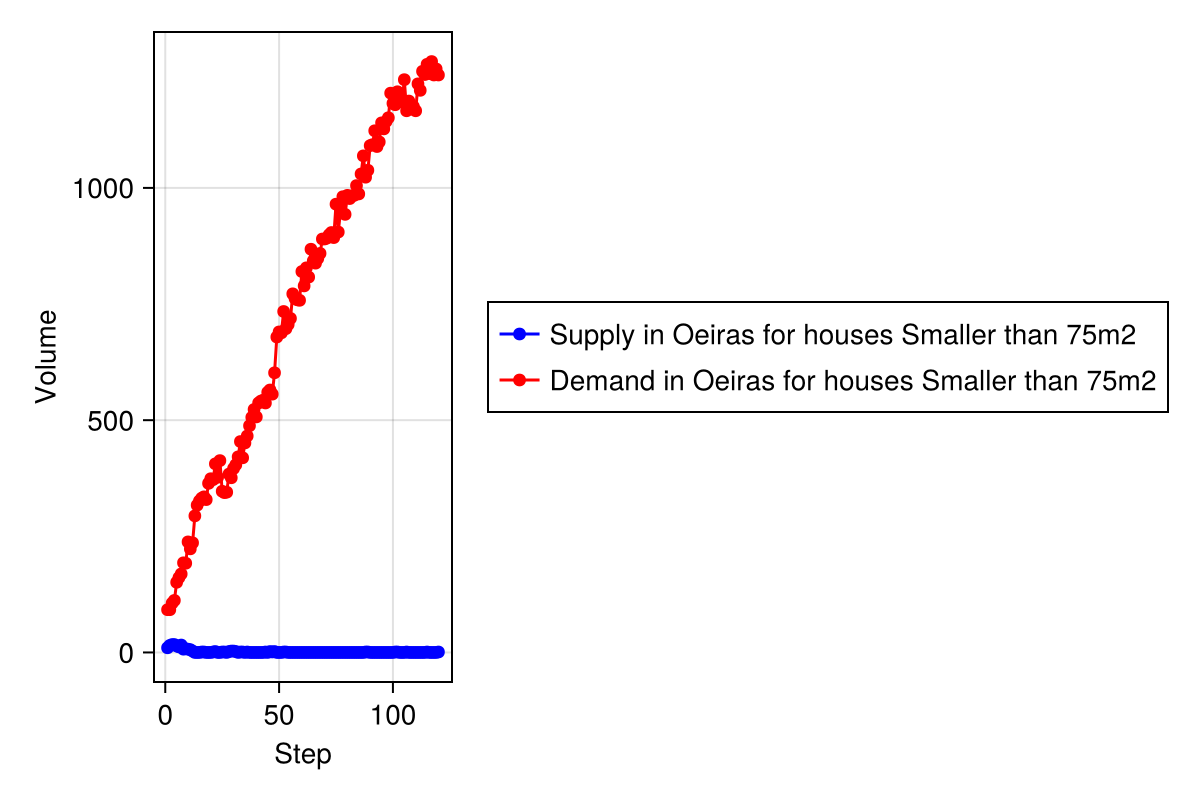 Volume
1000
500
0
0 50 100
Step
Supply in Oeiras for houses Smaller than 75m2
Demand in Oeiras for houses Smaller than 75m2